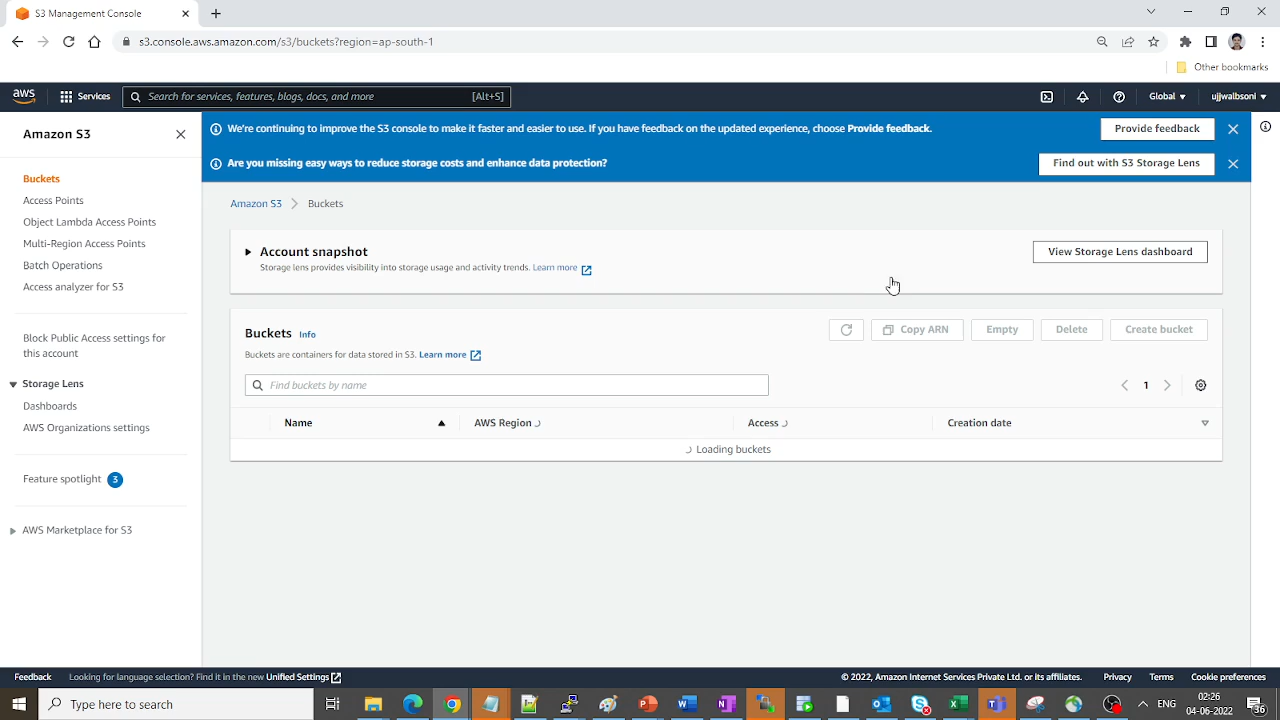 S3 Management Console
s3.console.aws.amazon.com/s3/buckets?region=ap-south-1
Other bookmarks
aws
Services
Search for services, features, blogs, docs, and more
[Alt+S]
Global
ujjwalbsoni
Amazon S3
Buckets
Access Points
Object Lambda Access Points
Multi-Region Access Points
Batch Operations
Access analyzer for S3
Block Public Access settings for
this account
Storage Lens
Dashboards
AWS Organizations settings
Feature spotlight 3
AWS Marketplace for S3
We're continuing to improve the S3 console to make it faster and easier to use. If you have feedback on the updated experience, choose Provide feedback.
Provide feedback
Are you missing easy ways to reduce storage costs and enhance data protection?
Find out with S3 Storage Lens
Amazon S3 > Buckets
Account snapshot
Storage lens provides visibility into storage usage and activity trends. Learn more
View Storage Lens dashboard
Buckets Info
Buckets are containers for data stored in S3. Learn more
Copy ARN
Empty
Delete
Create bucket
Find buckets by name
1
Name
AWS Region
Access
Creation date
Loading buckets
Feedback
Looking for language selection? Find it in the new Unified Settings
© 2022, Amazon Internet Services Private Ltd. or its affiliates.
Privacy
Terms
Cookie preferences
Type here to search
ENG
02:26
04-06-2022